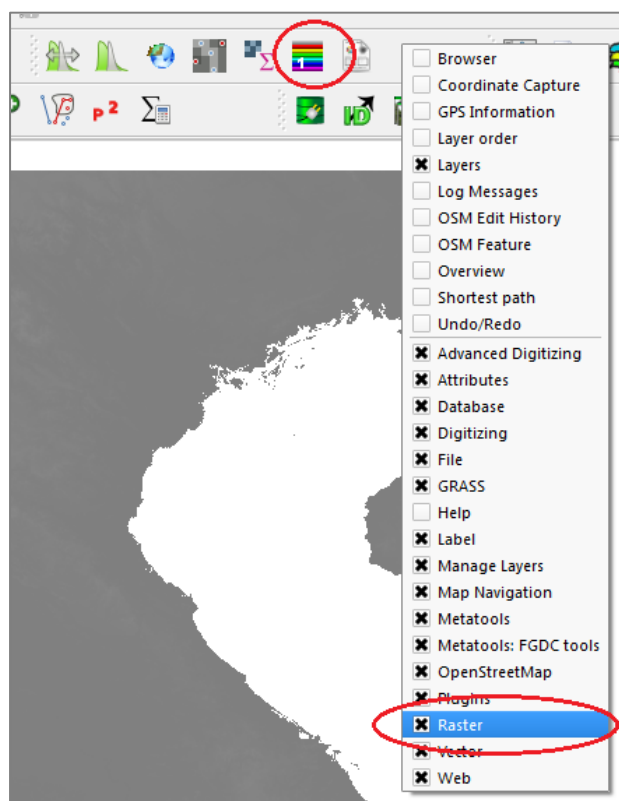 1
P²
Σ
Browser
Coordinate Capture
GPS Information
Layer order
Layers
Log Messages
OSM Edit History
OSM Feature
Overview
Shortest path
Undo/Redo
Advanced Digitizing
Attributes
Database
Digitizing
File
GRASS
Help
Label
Manage Layers
Map Navigation
Metatools
Metatools: FGDC tools
OpenStreetMap
Plugins
Raster
Vector
Web